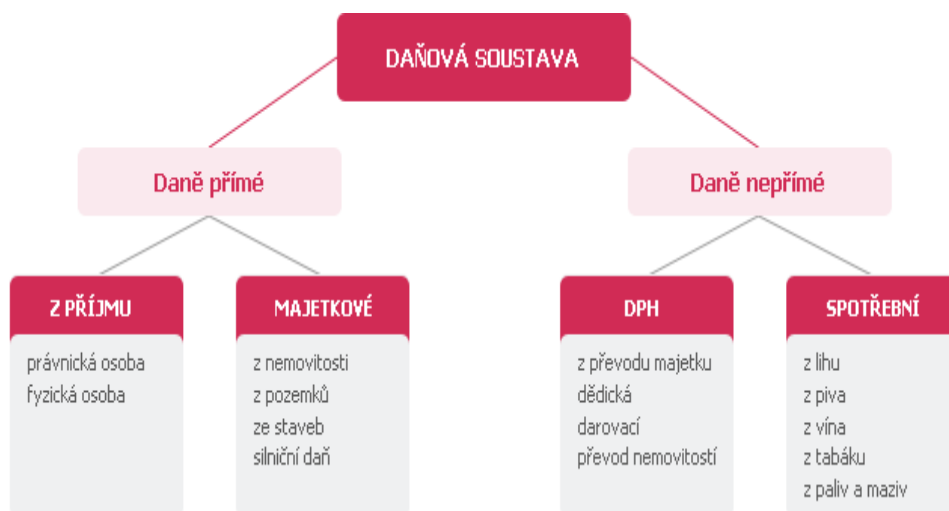 DAŇOVÁ SOUSTAVA
Daně přímé
Daně nepřímé
Z PŘÍJMU
právnická osoba
fyzická osoba
MAJETKOVÉ
z nemovitosti
z pozemků
ze staveb
silniční daň
DPH
z převodu majetku
dědická
darovací
převod nemovitostí
SPOTŘEBNÍ
z lihu
z piva
z vína
z tabáku
z paliv a maziv